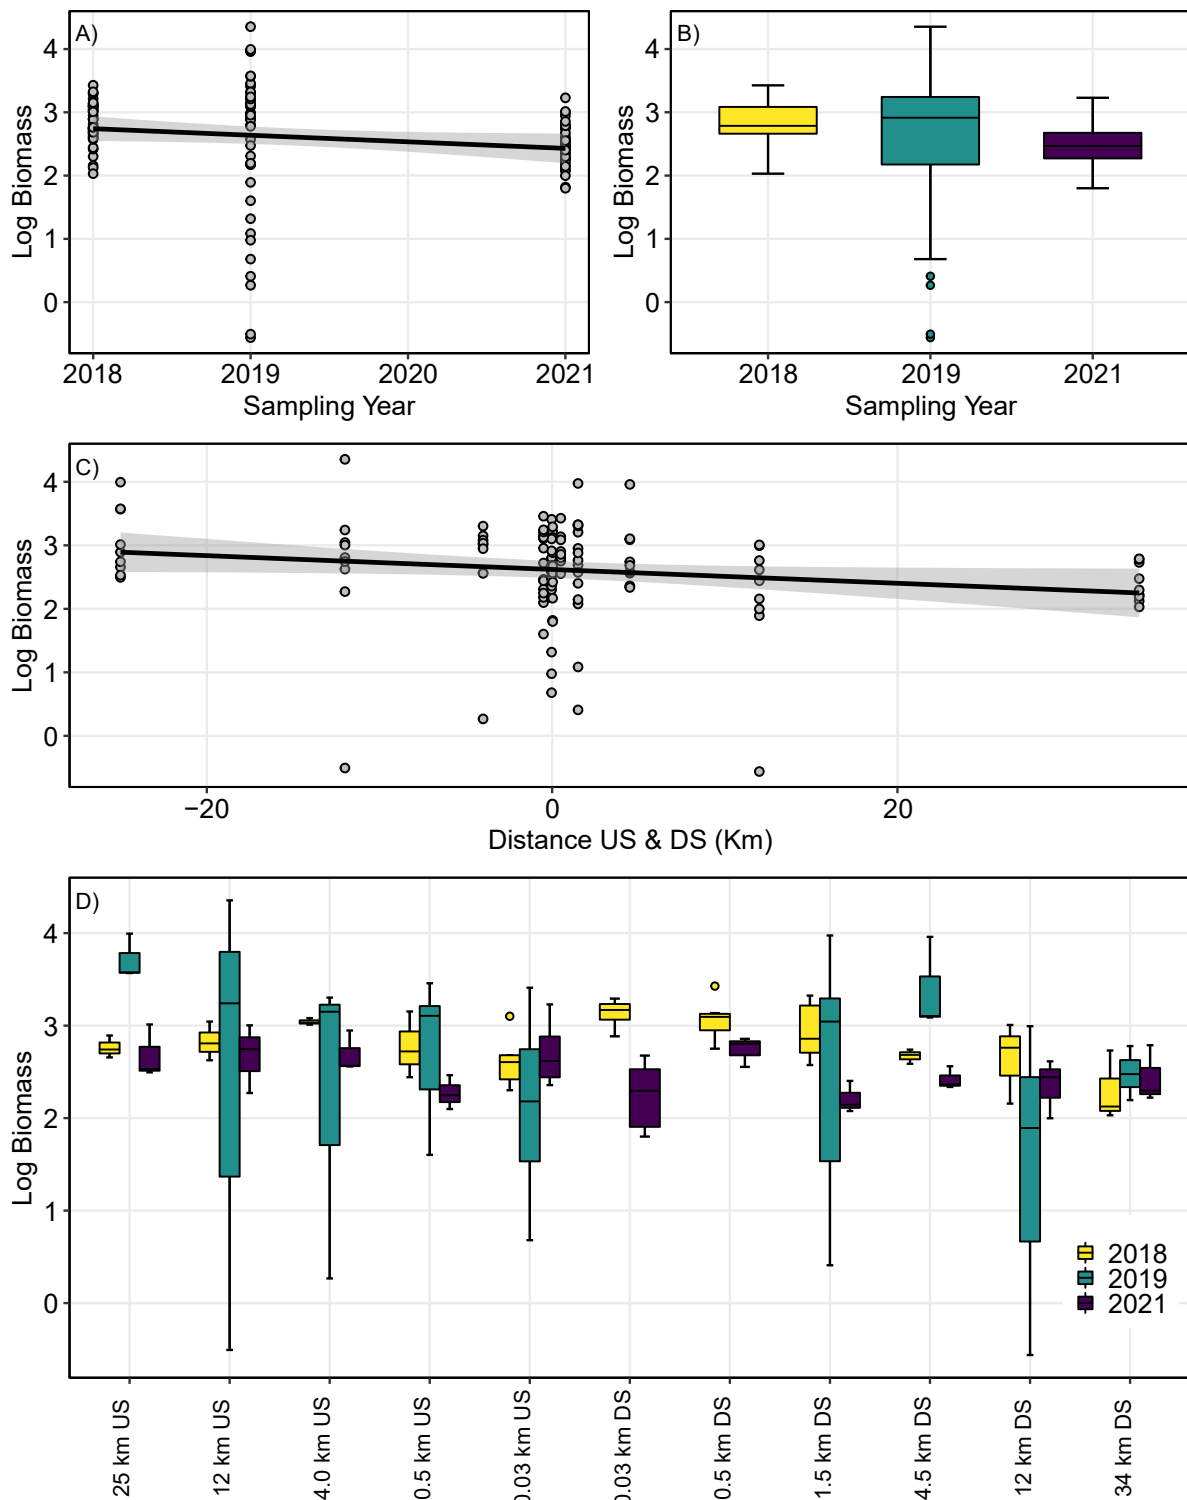 A)
B)
4
3
2
1
0
Log Biomass
2018
2019
2020
2021
Sampling Year
4
3
2
1
0
Log Biomass
2018
2019
2021
Sampling Year
C)
4
3
2
1
0
Log Biomass
−20
0
20
Distance US & DS (Km)
D)
4
3
2
1
0
Log Biomass
2018
2019
2021
25 km US
12 km US
4.0 km US
0.5 km US
0.03 km US
0.03 km DS
0.5 km DS
1.5 km DS
4.5 km DS
12 km DS
34 km DS